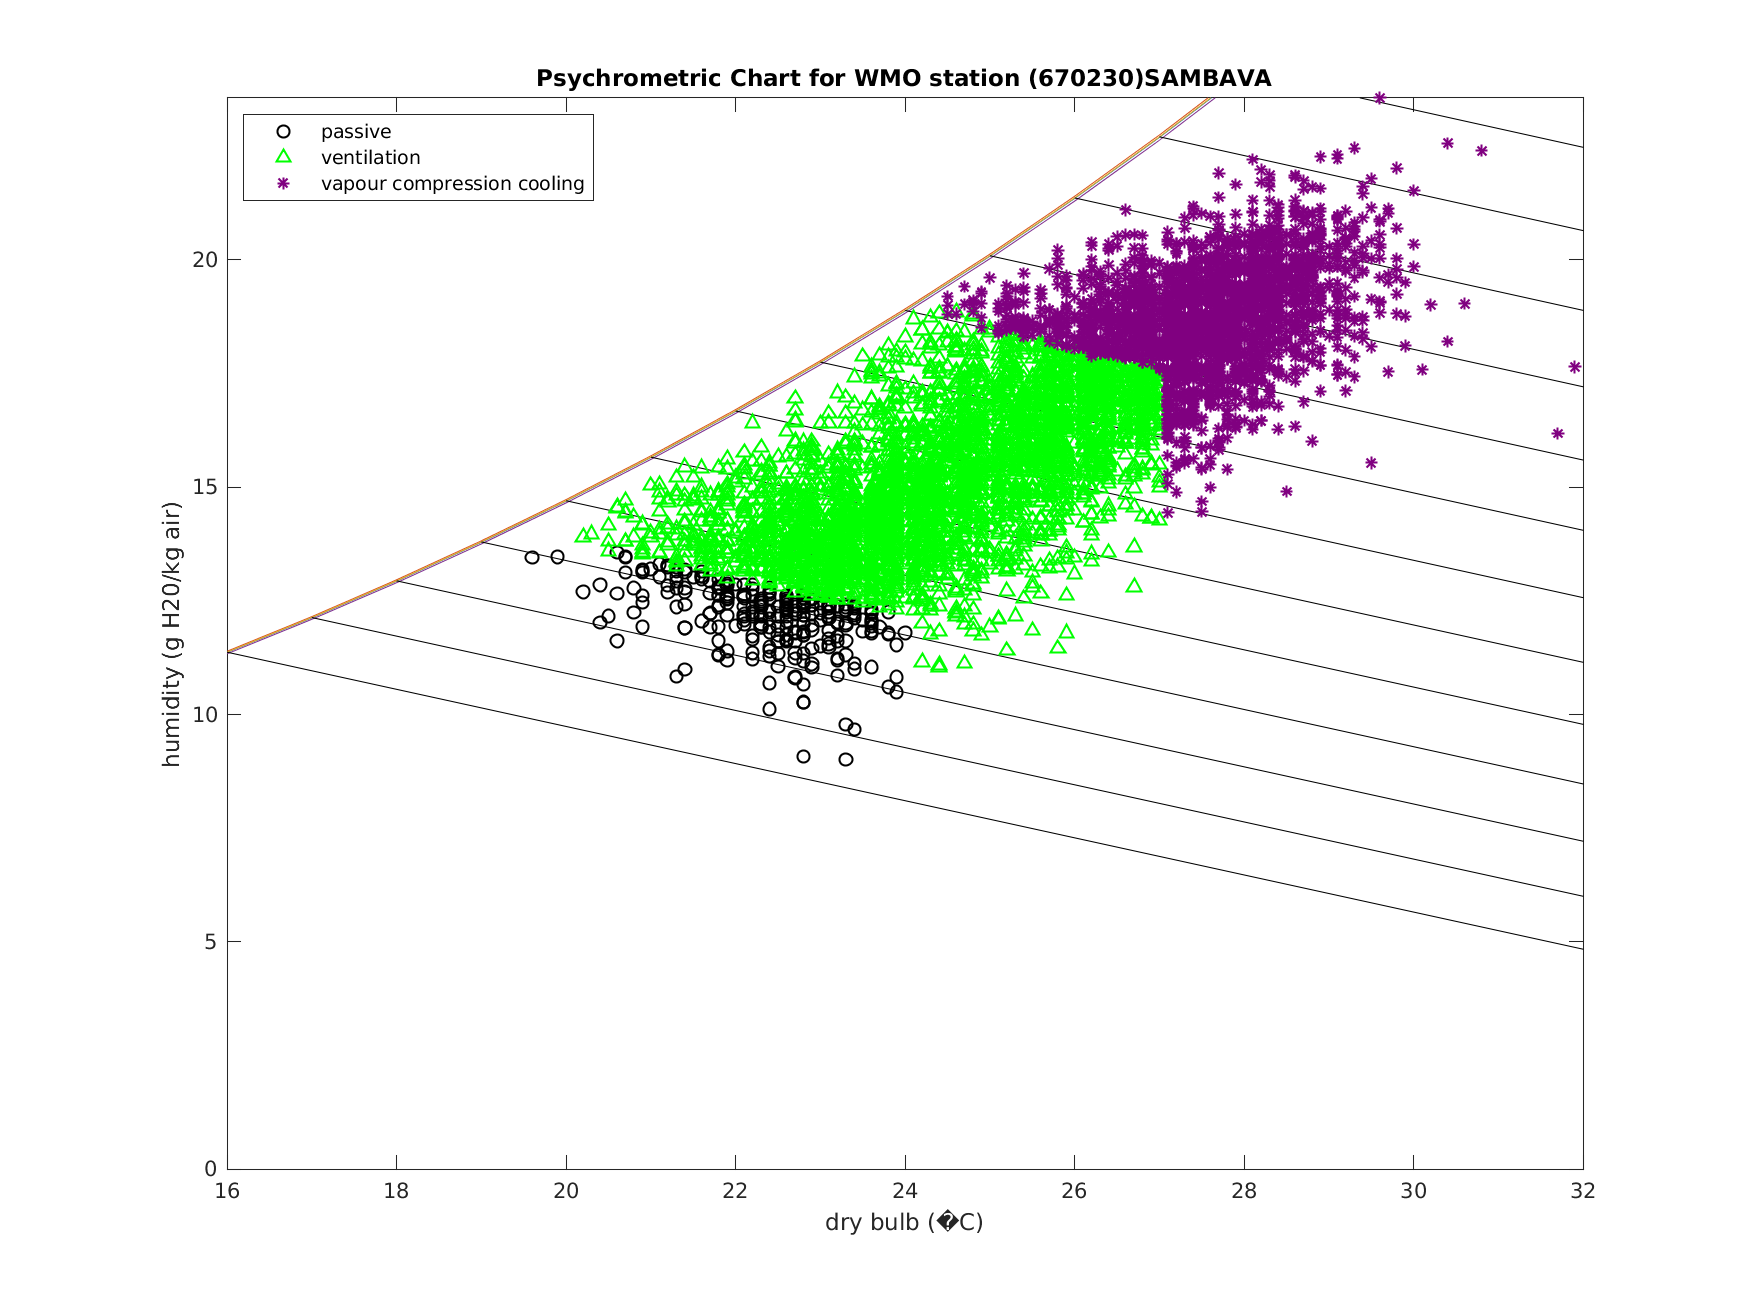 Psychrometric Chart for WMO station (670230)SAMBAVA
passive
ventilation
vapour compression cooling
humidity (g H20/kg air)
20
15
10
5
0
16 18 20 22 24 26 28 30 32
dry bulb (�C)